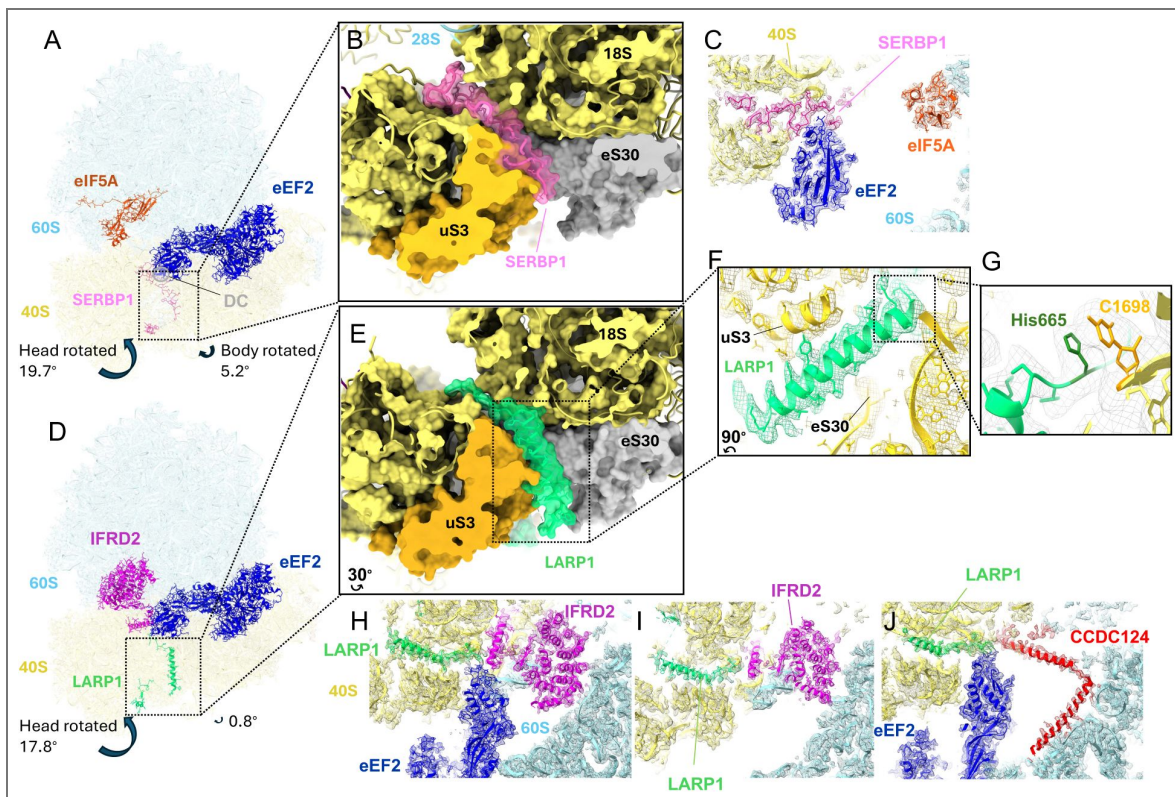 A
eIF5A
eEF2
60S
SERBP1
DC
40S
Head rotated
19.7°
Body rotated
5.2°
B
28S
18S
eS30
uS3
SERBP1
C
40S
SERBP1
eIF5A
eEF2
60S
D
IFRD2
eEF2
60S
40S
LARP1
Head rotated
17.8°
0.8°
E
18S
eS30
uS3
LARP1
30°
F
uS3
LARP1
eS30
90°
G
C1698
His665
H
IFRD2
LARP1
40S
60S
eEF2
I
IFRD2
LARP1
J
LARP1
CCDC124
eEF2